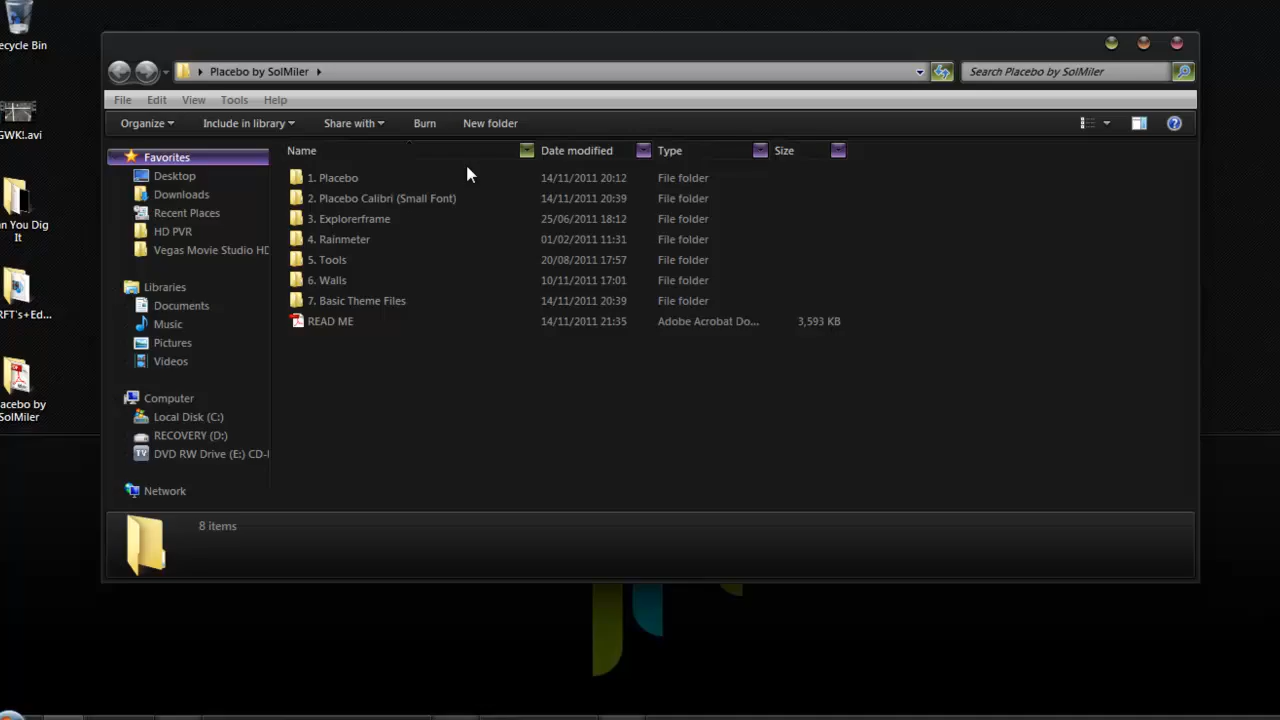 ecycle Bin
GWK!.avi
n You Dig
It
RFT's+Ed...
acebo by
SolMiler
Placebo by SolMiler
Search Placebo by SolMiler
File Edit View Tools Help
Organize Include in library Share with Burn New folder
Favorites
Desktop
Downloads
Recent Places
HD PVR
Vegas Movie Studio HD
Libraries
Documents
Music
Pictures
Videos
Computer
Local Disk (C:)
RECOVERY (D:)
TV DVD RW Drive (E:) CD-
Network
Name Date modified Type Size
1. Placebo 14/11/2011 20:12 File folder
2. Placebo Calibri (Small Font) 14/11/2011 20:39 File folder
3. Explorerframe 25/06/2011 18:12 File folder
4. Rainmeter 01/02/2011 11:31 File folder
5. Tools 20/08/2011 17:57 File folder
6. Walls 10/11/2011 17:01 File folder
7. Basic Theme Files 14/11/2011 20:39 File folder
READ ME 14/11/2011 21:35 Adobe Acrobat Do... 3,593 KB
8 items